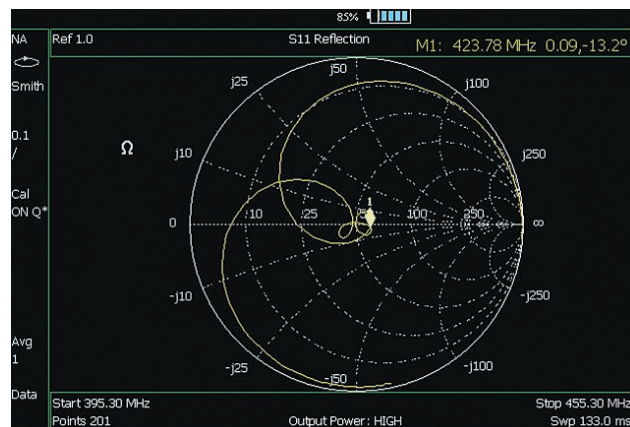 85%
NA
Ref 1.0
S11 Reflection
M1: 423.78 MHz 0.09,-13.2°
Smith
0.1
/
Cal
ON Q*
Avg
1
Data
Ω
j50
j25
j100
j10
j250
0
10
25
50
100
250
∞
1
-j10
-j250
-j25
-j100
-j50
Start 395.30 MHz
Stop 455.30 MHz
Points 201
Output Power: HIGH
Swp 133.0 ms